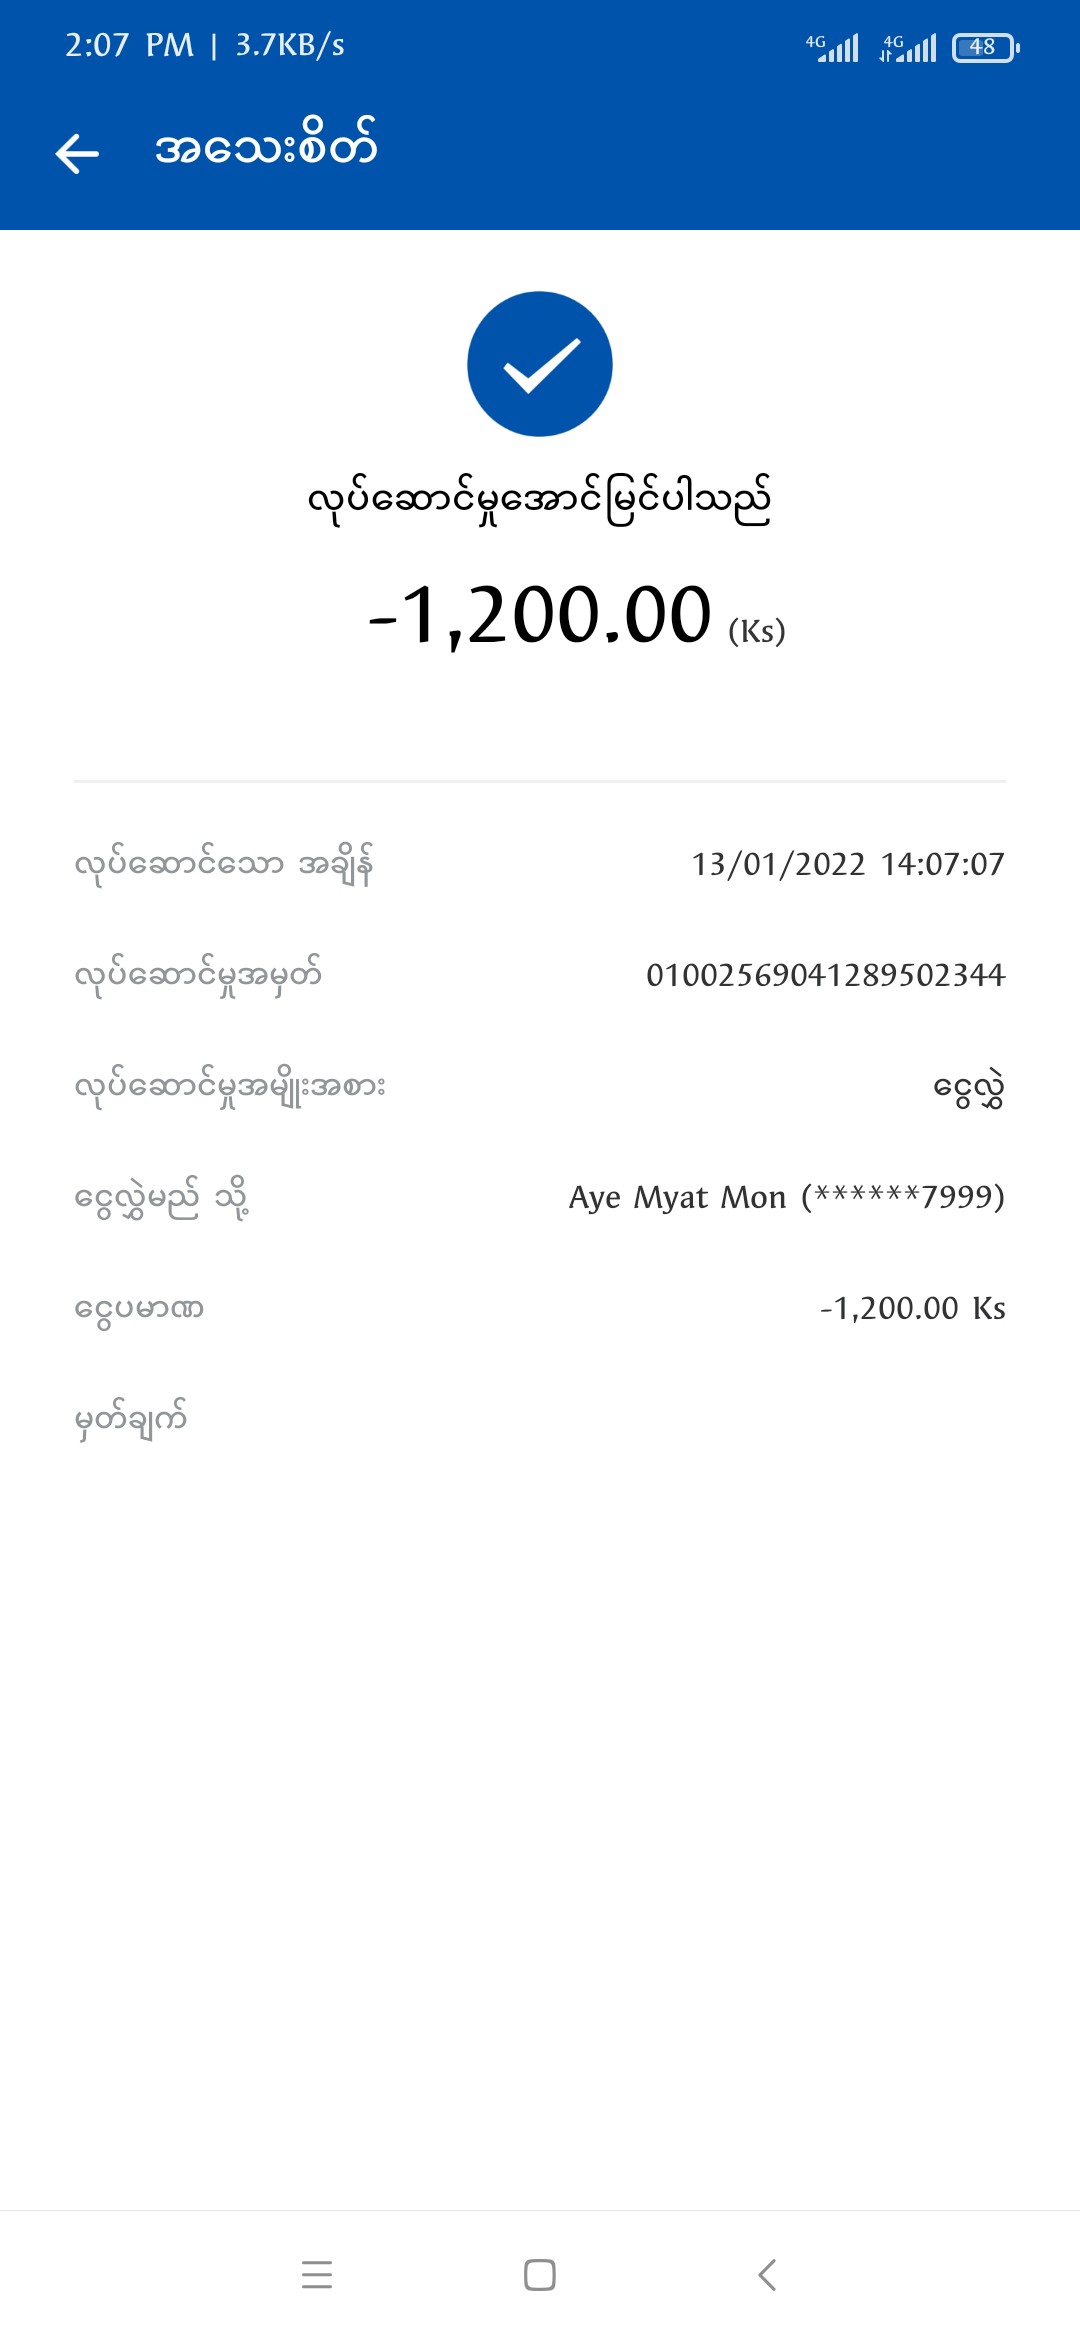 2:07 PM | 3.7KB/s 4G 4G 48
အသေးစိတ်
လုပ်ဆောင်မှုအောင်မြင်ပါသည်
-1,200.00 (Ks)
လုပ်ဆောင်သော အချိန် 13/01/2022 14:07:07
လုပ်ဆောင်မှုအမှတ် 01002569041289502344
လုပ်ဆောင်မှုအမျိုးအစား ငွေလွှဲ
ငွေလွှဲမည် သို့ Aye Myat Mon (******7999)
ငွေပမာဏ -1,200.00 Ks
မှတ်ချက်